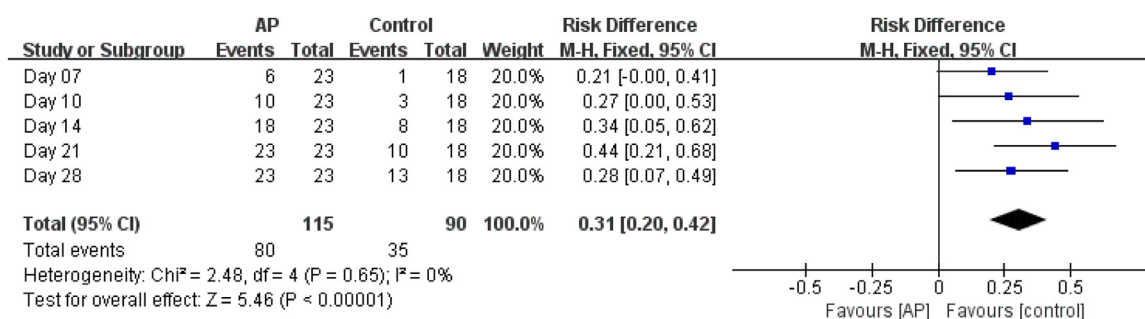 AP Control Risk Difference Risk Difference
Study or Subgroup Events Total Events Total Weight M-H, Fixed, 95% CI M-H, Fixed, 95% CI
Day 07 6 23 1 18 20.0% 0.21 [-0.00, 0.41]
Day 10 10 23 3 18 20.0% 0.27 [0.00, 0.53]
Day 14 18 23 8 18 20.0% 0.34 [0.05, 0.62]
Day 21 23 23 10 18 20.0% 0.44 [0.21, 0.68]
Day 28 23 23 13 18 20.0% 0.28 [0.07, 0.49]
Total (95% CI) 115 90 100.0% 0.31 [0.20, 0.42]
Total events 80 35
Heterogeneity: Chi² = 2.48, df = 4 (P = 0.65); I² = 0%
Test for overall effect: Z = 5.46 (P < 0.00001)
-0.5 -0.25 0 0.25 0.5
Favours [AP] Favours [control]